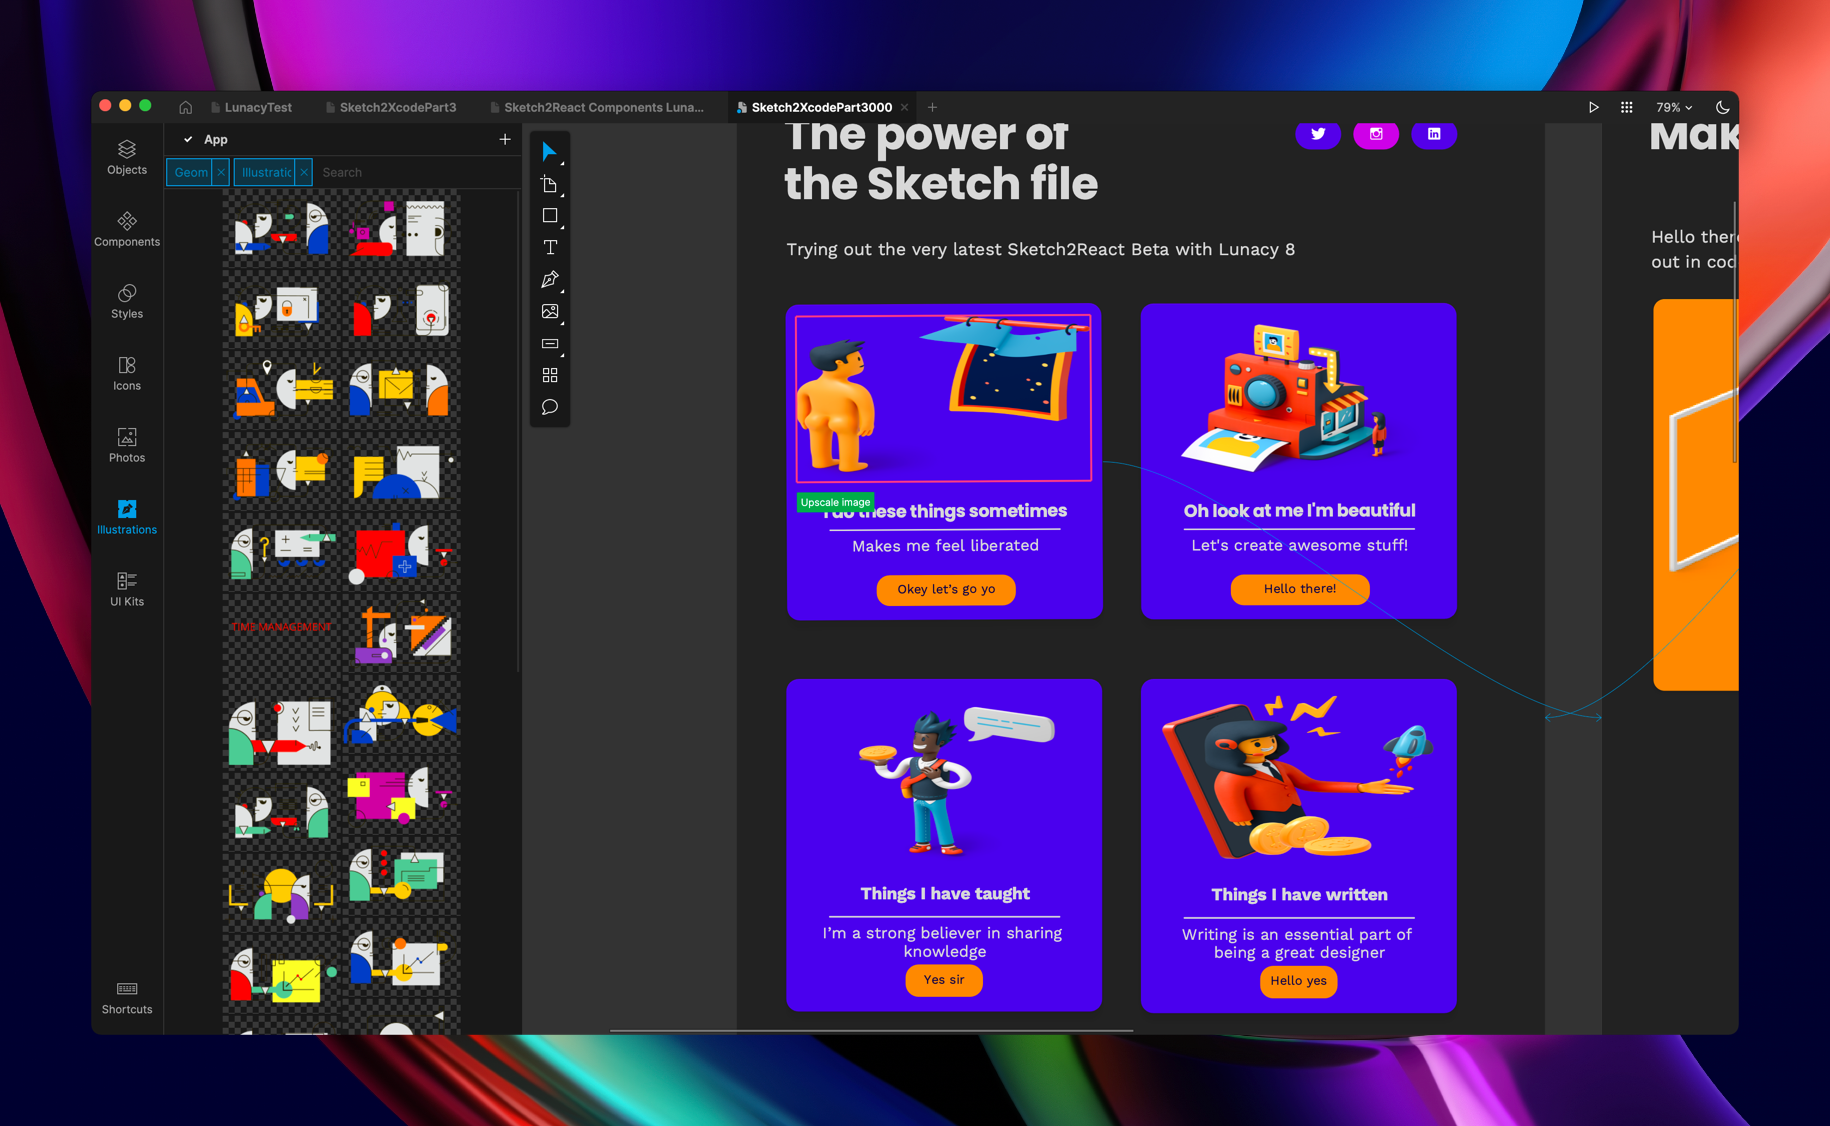 LunacyTest
Sketch2XcodePart3
Sketch2React Components Luna...
Sketch2XcodePart3000
79%
Objects
Components
Styles
Icons
Photos
Illustrations
UI Kits
Shortcuts
App
Geom
Illustratic
Search
TIME MANAGEMENT
The power of
the Sketch file
Trying out the very latest Sketch2React Beta with Lunacy 8
Upscale image
I do these things sometimes
Makes me feel liberated
Okey let's go yo
Oh look at me I'm beautiful
Let's create awesome stuff!
Hello there!
Things I have taught
I'm a strong believer in sharing
knowledge
Yes sir
Things I have written
Writing is an essential part of
being a great designer
Hello yes
Mak
Hello ther
out in cod